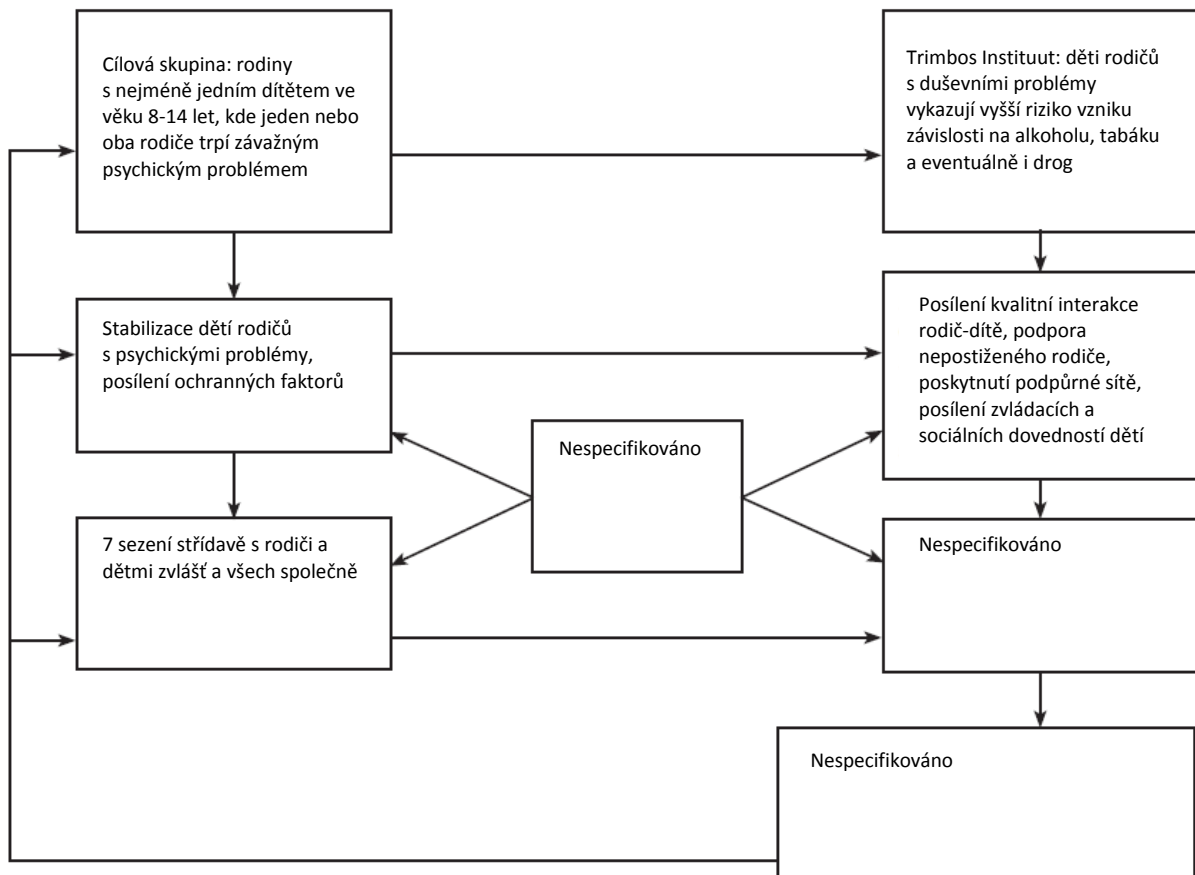 Cílová skupina: rodiny
s nejméně jedním dítětem ve
věku 8-14 let, kde jeden nebo
oba rodiče trpí závažným
psychickým problémem
Trimbos Instituut: děti rodičů
s duševními problémy
vykazují vyšší riziko vzniku
závislosti na alkoholu, tabáku
a eventuálně i drog
Stabilizace dětí rodičů
s psychickými problémy,
posílení ochranných faktorů
Posílení kvalitní interakce
rodič-dítě, podpora
nepostiženého rodiče,
poskytnutí podpůrné sítě,
posílení zvládacích a
sociálních dovedností dětí
Nespecifikováno
7 sezení střídavě s rodiči a
dětmi zvlášť a všech společně
Nespecifikováno
Nespecifikováno